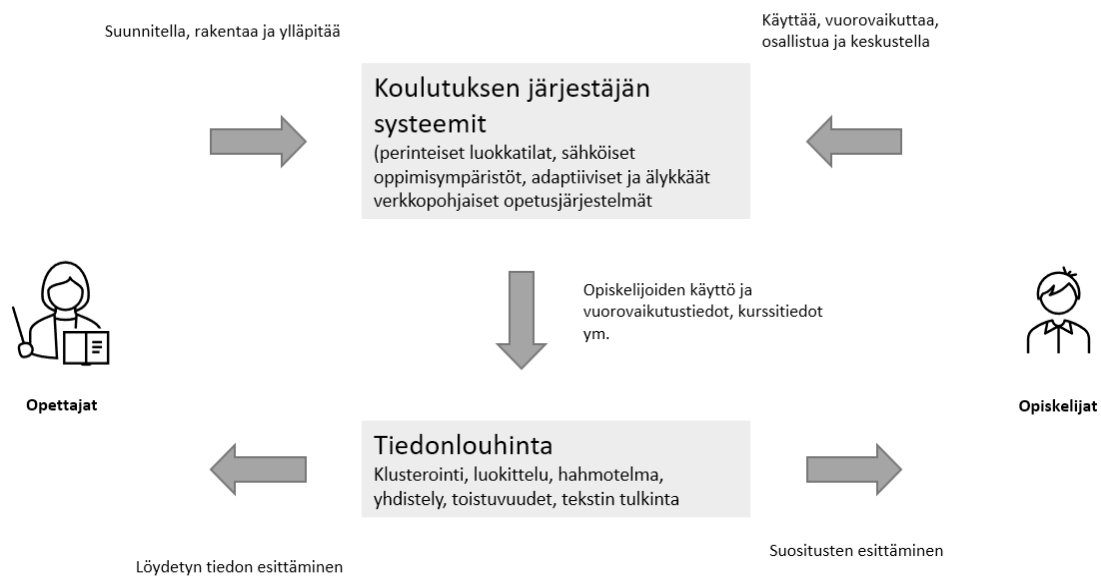 Suunnitella, rakentaa ja ylläpitää
Käyttää, vuorovaikuttaa,
osallistua ja keskustella
Koulutuksen järjestäjän
systeemit
(perinteiset luokkatilat, sähköiset
oppimisympäristöt, adaptiiviset ja älykkäät
verkkopohjaiset opetusjärjestelmät
Opiskelijoiden käyttö ja
vuorovaikutustiedot, kurssitiedot
ym.
Opettajat
Opiskelijat
Tiedonlouhinta
Klusterointi, luokittelu, hahmotelma,
yhdistely, toistuvuudet, tekstin tulkinta
Löydetyn tiedon esittäminen
Suositusten esittäminen